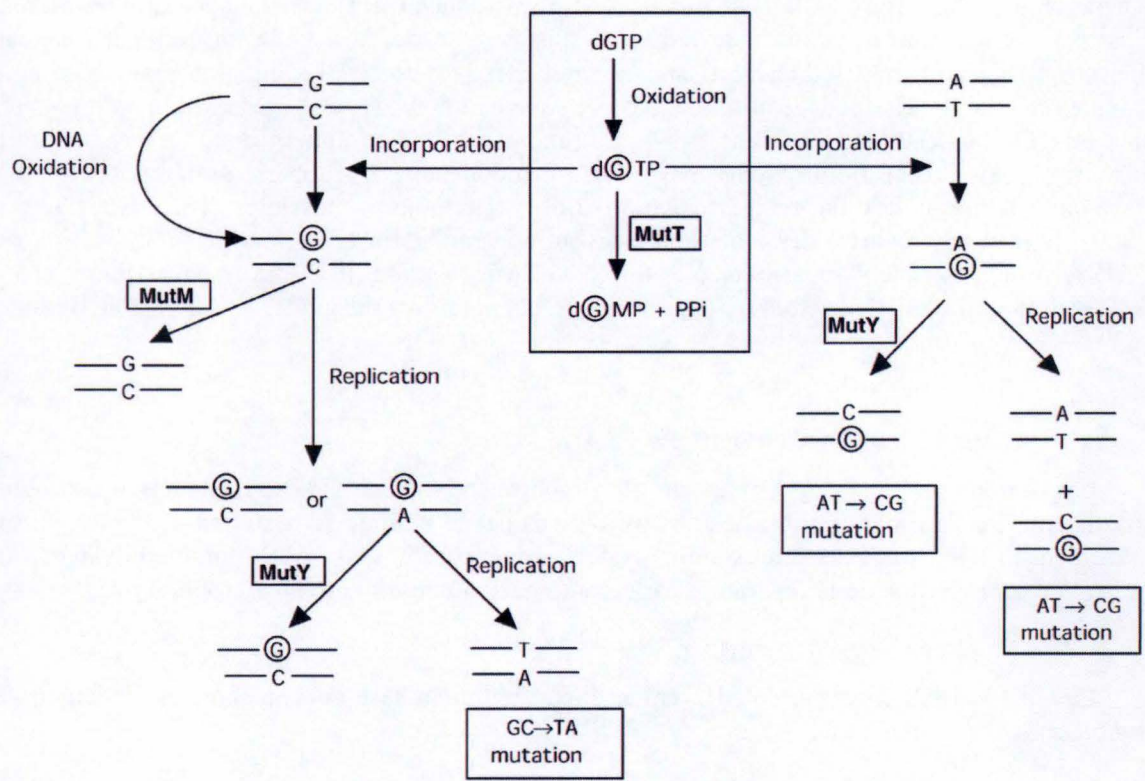 dGTP
Oxidation
dⒼTP
MutT
dⒼMP + PPi
G
C
DNA
Oxidation
Incorporation
Ⓖ
C
MutM
G
C
Replication
Ⓖ
C
or
Ⓖ
A
MutY
Replication
Ⓖ
C
T
A
GC→TA
mutation
Incorporation
A
T
A
Ⓖ
MutY
Replication
C
Ⓖ
AT→CG
mutation
A
T
+
C
Ⓖ
AT→CG
mutation